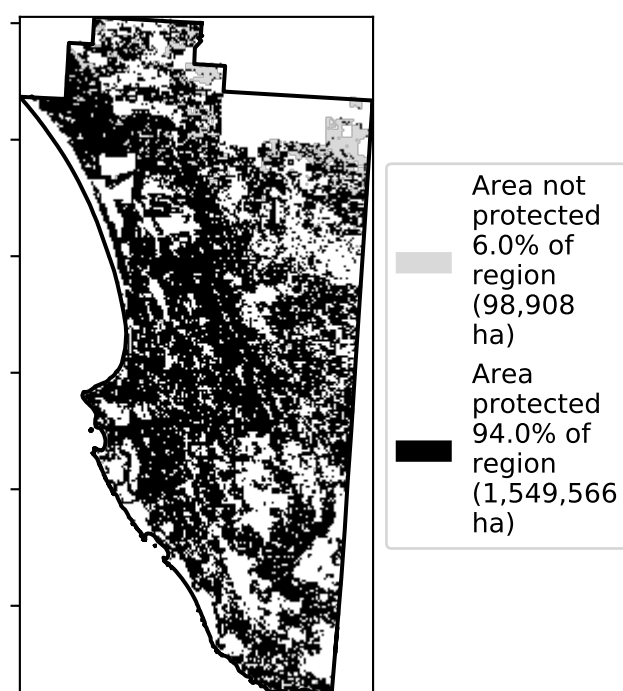 Area not
protected
6.0% of
region
(98,908
ha)
Area
protected
94.0% of
region
(1,549,566
ha)